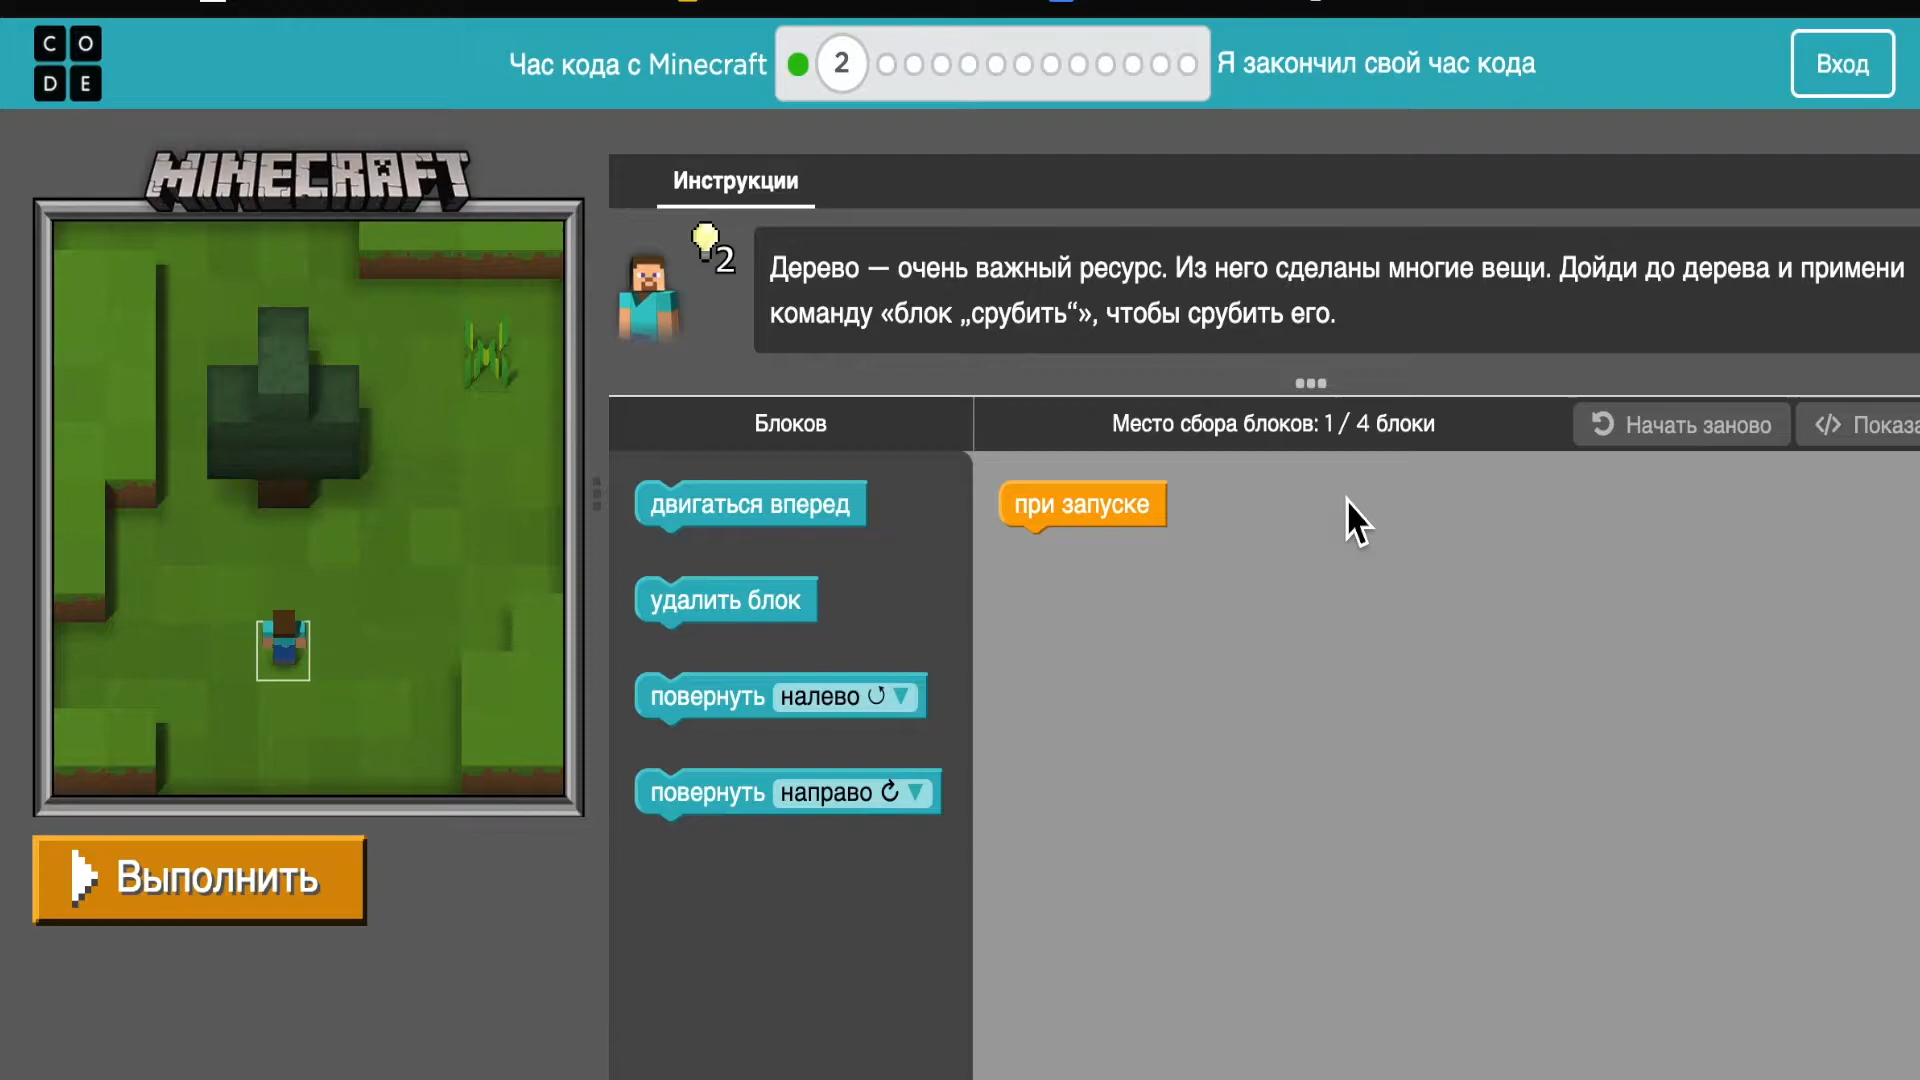 C O
D E
Час кода с Minecraft
2
Я закончил свой час кода
Вход
MINECRAFT
Инструкции
2
Дерево — очень важный ресурс. Из него сделаны многие вещи. Дойди до дерева и примени
команду «блок „срубить“», чтобы срубить его.
Блоков
Место сбора блоков: 1 / 4 блоки
Начать заново
</> Показа
двигаться вперед
при запуске
удалить блок
повернуть налево
повернуть направо
Выполнить